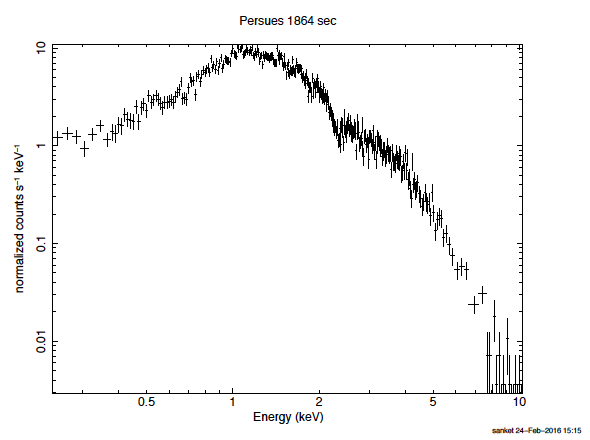 Persues 1864 sec
10
1
0.1
0.01
normalized counts s⁻¹ keV⁻¹
0.5 1 2 5 10
Energy (keV)
sanket 24-Feb-2016 15:15